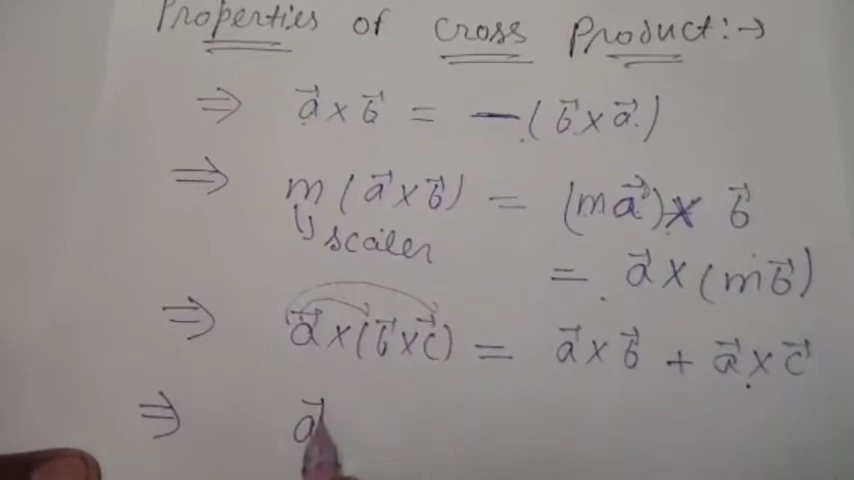 Properties of cross Product:→
⇒ a⃗ × b⃗ = −(b⃗ × a⃗)
⇒ m(a⃗ × b⃗) = (ma⃗) × b⃗
scaler
= a⃗ × (mb⃗)
⇒ a⃗ × (b⃗ × c⃗) = a⃗ × b⃗ + a⃗ × c⃗
⇒ a⃗